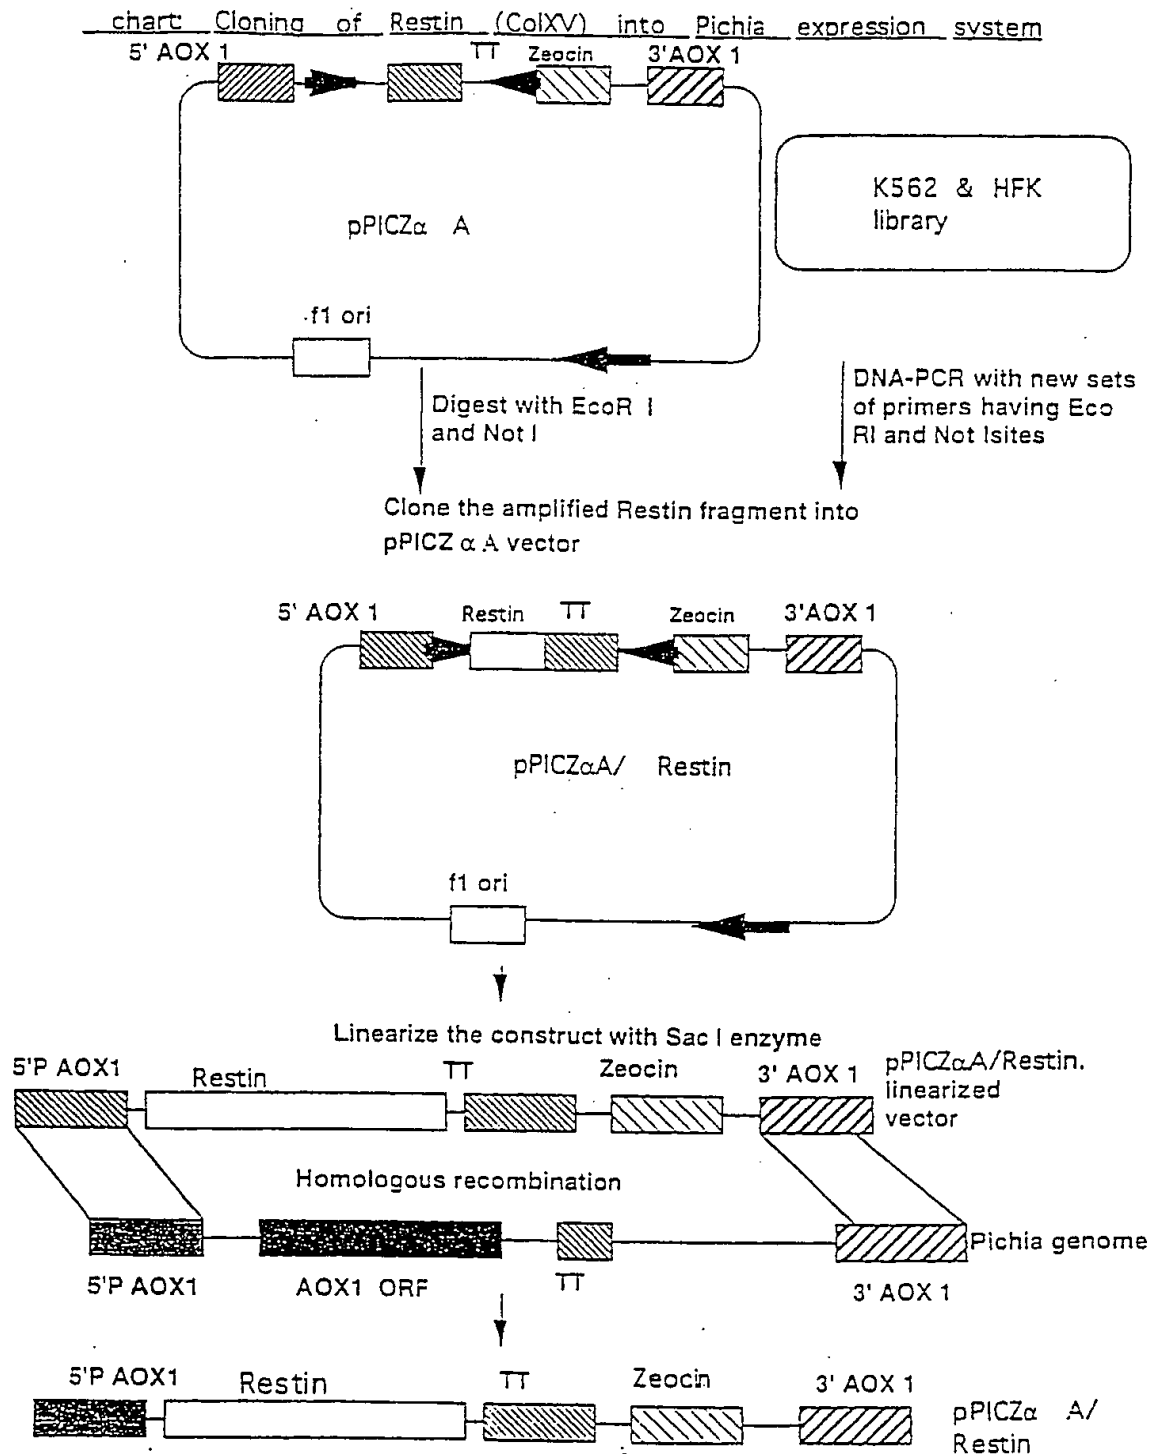 chart: Cloning of Restin (ColXV) into Pichia expression system
5' AOX 1 TT Zeocin 3'AOX 1
pPICZα A
K562 & HFK
library
f1 ori
Digest with EcoR I
and Not I
DNA-PCR with new sets
of primers having Eco
RI and Not Isites
Clone the amplified Restin fragment into
pPICZ α A vector
5' AOX 1 Restin TT Zeocin 3'AOX 1
pPICZαA/ Restin
f1 ori
Linearize the construct with Sac I enzyme
5'P AOX1 Restin TT Zeocin 3' AOX 1
pPICZαA/Restin.
linearized
vector
Homologous recombination
Pichia genome
5'P AOX1 AOX1 ORF TT 3' AOX 1
5'P AOX1 Restin TT Zeocin 3' AOX 1
pPICZα A/
Restin